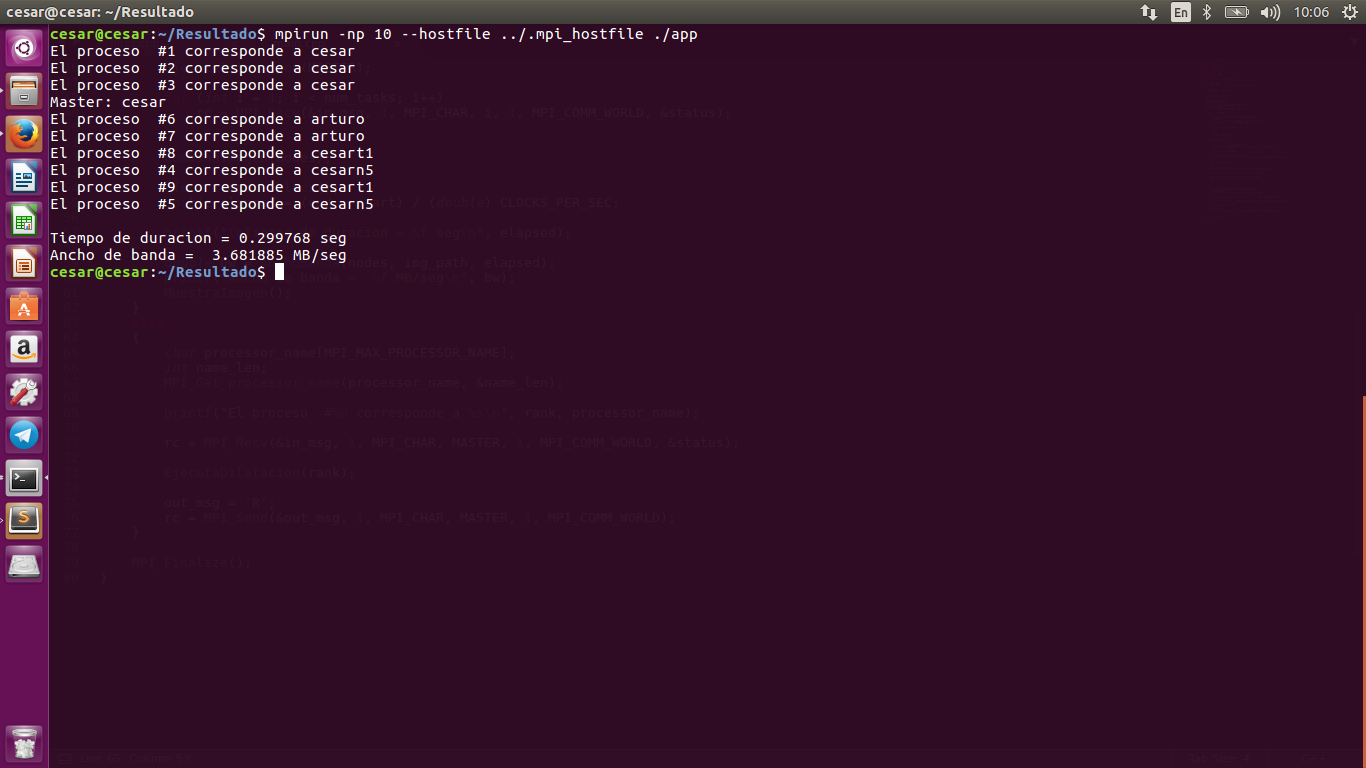 cesar@cesar: ~/Resultado
En
10:06
cesar@cesar:~/Resultado$ mpirun -np 10 --hostfile ../.mpi_hostfile ./app
El proceso  #1 corresponde a cesar
El proceso  #2 corresponde a cesar
El proceso  #3 corresponde a cesar
Master: cesar
El proceso  #6 corresponde a arturo
El proceso  #7 corresponde a arturo
El proceso  #8 corresponde a cesart1
El proceso  #4 corresponde a cesarn5
El proceso  #9 corresponde a cesart1
El proceso  #5 corresponde a cesarn5
Tiempo de duracion = 0.299768 seg
Ancho de banda =  3.681885 MB/seg
cesar@cesar:~/Resultado$